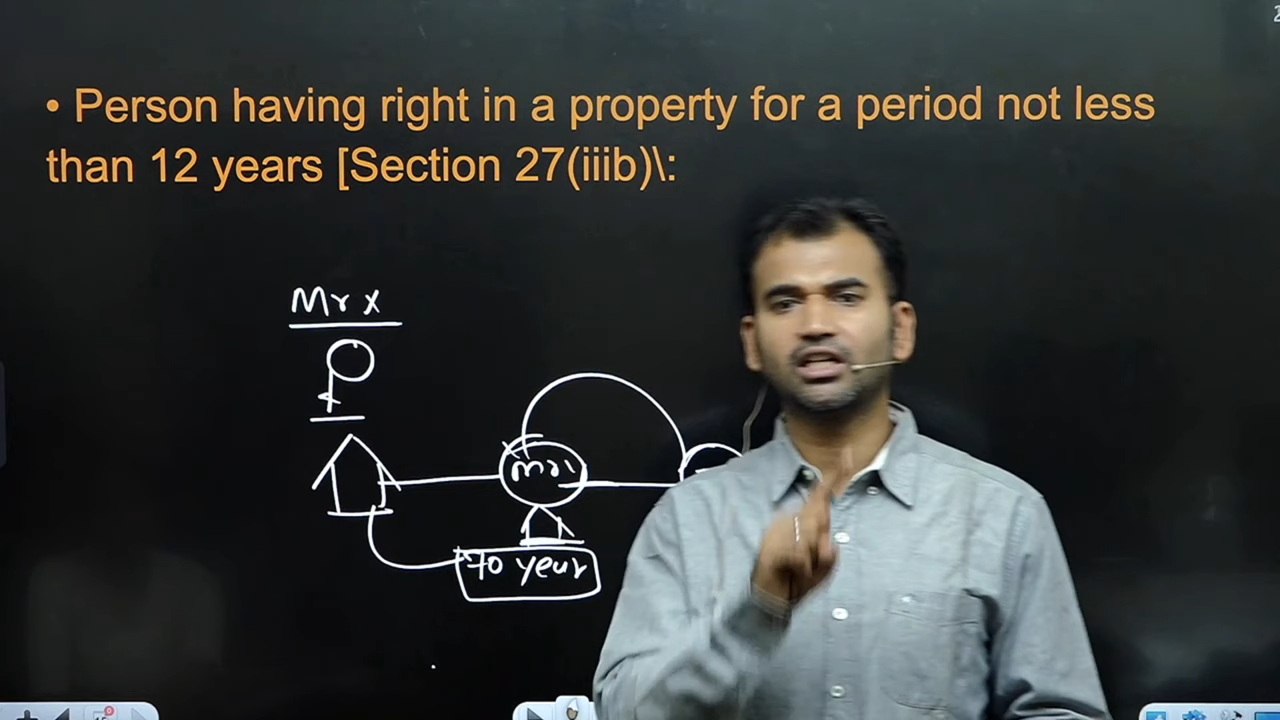 • Person having right in a property for a period not less
than 12 years [Section 27(iiib)\:
Mr x
70 year